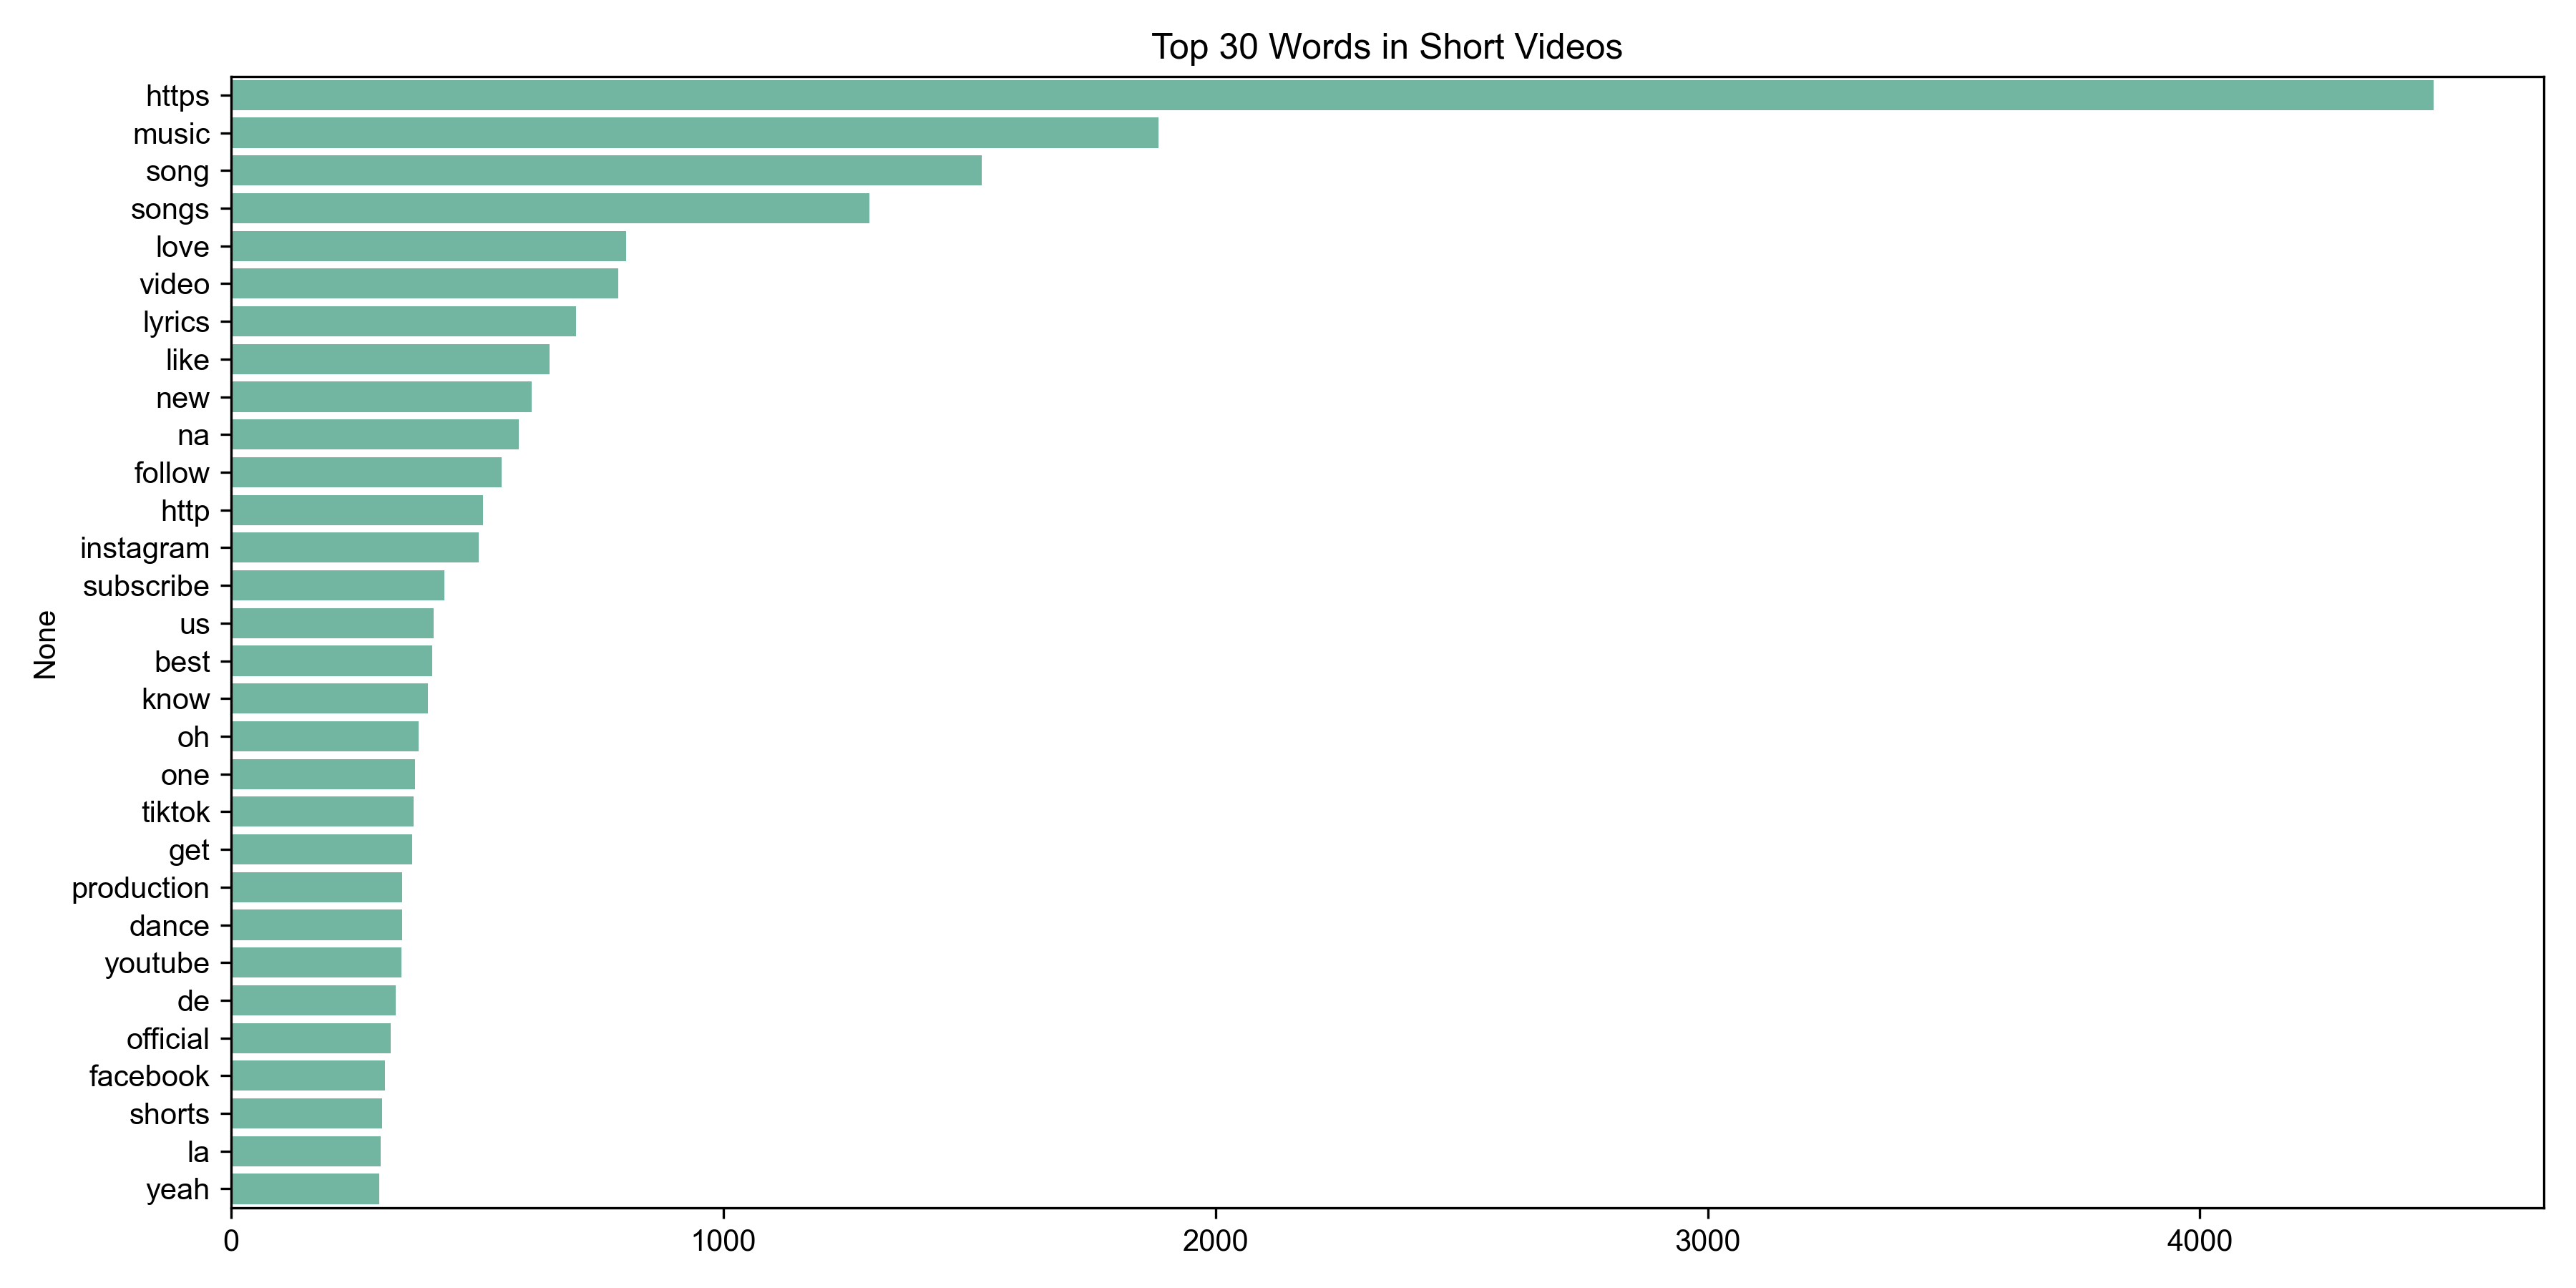 Top 30 Words in Short Videos
https
music
song
songs
love
video
lyrics
like
new
na
follow
http
instagram
subscribe
us
best
know
oh
one
tiktok
get
production
dance
youtube
de
official
facebook
shorts
la
yeah
None
0 1000 2000 3000 4000